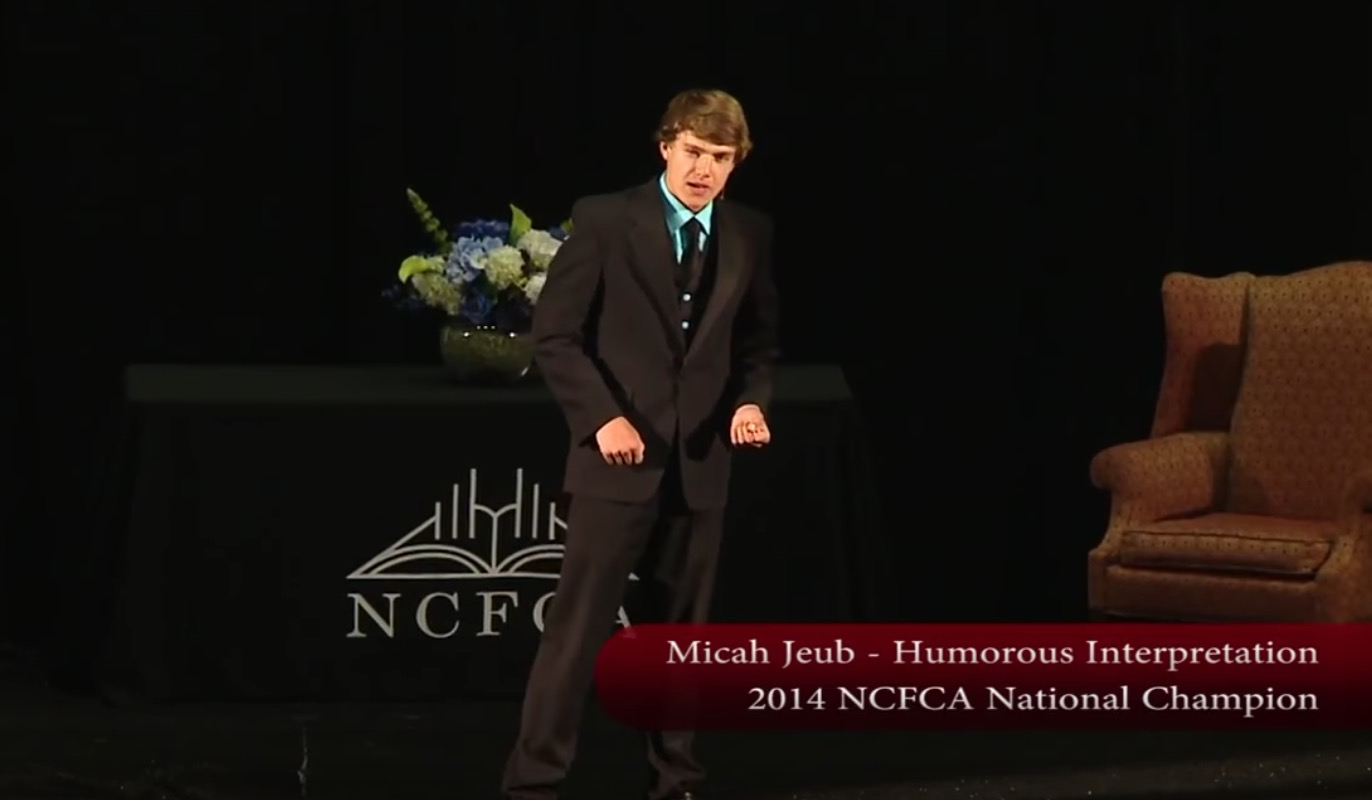 NCFCA
Micah Jeub - Humorous Interpretation
2014 NCFCA National Champion